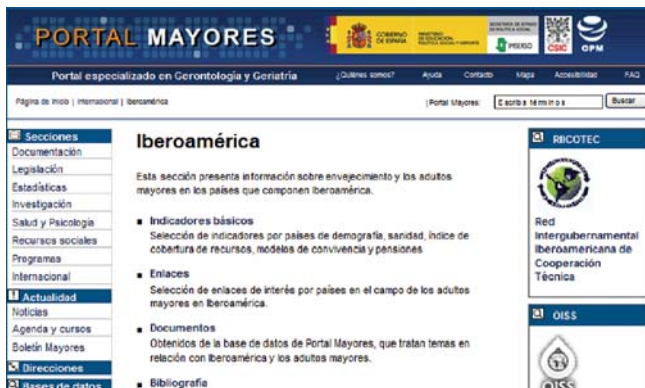 PORTAL MAYORES
GOBIERNO
DE ESPAÑA
MINISTERIO
DE EDUCACIÓN,
IMSERSO
CSIC
OPM
Portal especializado en Gerontología y Geriatría
¿Quiénes somos?
Ayuda
Contacto
Mapa
Accesibilidad
FAQ
Página de inicio | Internacional | Iberoamérica
|Portal Mayores:
Escriba términos
Buscar
Secciones
Documentación
Legislación
Estadísticas
Investigación
Salud y Psicología
Recursos sociales
Programas
Internacional
Actualidad
Noticias
Agenda y cursos
Boletín Mayores
Direcciones
Bases de datos
Iberoamérica
Esta sección presenta información sobre envejecimiento y los adultos
mayores en los países que componen Iberoamérica.
Indicadores básicos
Selección de indicadores por países de demografía, sanidad, índice de
cobertura de recursos, modelos de convivencia y pensiones
Enlaces
Selección de enlaces de interés por países en el campo de los adultos
mayores en Iberoamérica.
Documentos
Obtenidos de la base de datos de Portal Mayores, que tratan temas en
relación con Iberoamérica y los adultos mayores.
Bibliografía
RIICOTEC
Red
Intergubernamental
Iberoamericana de
Cooperación
Técnica
OISS
OISS